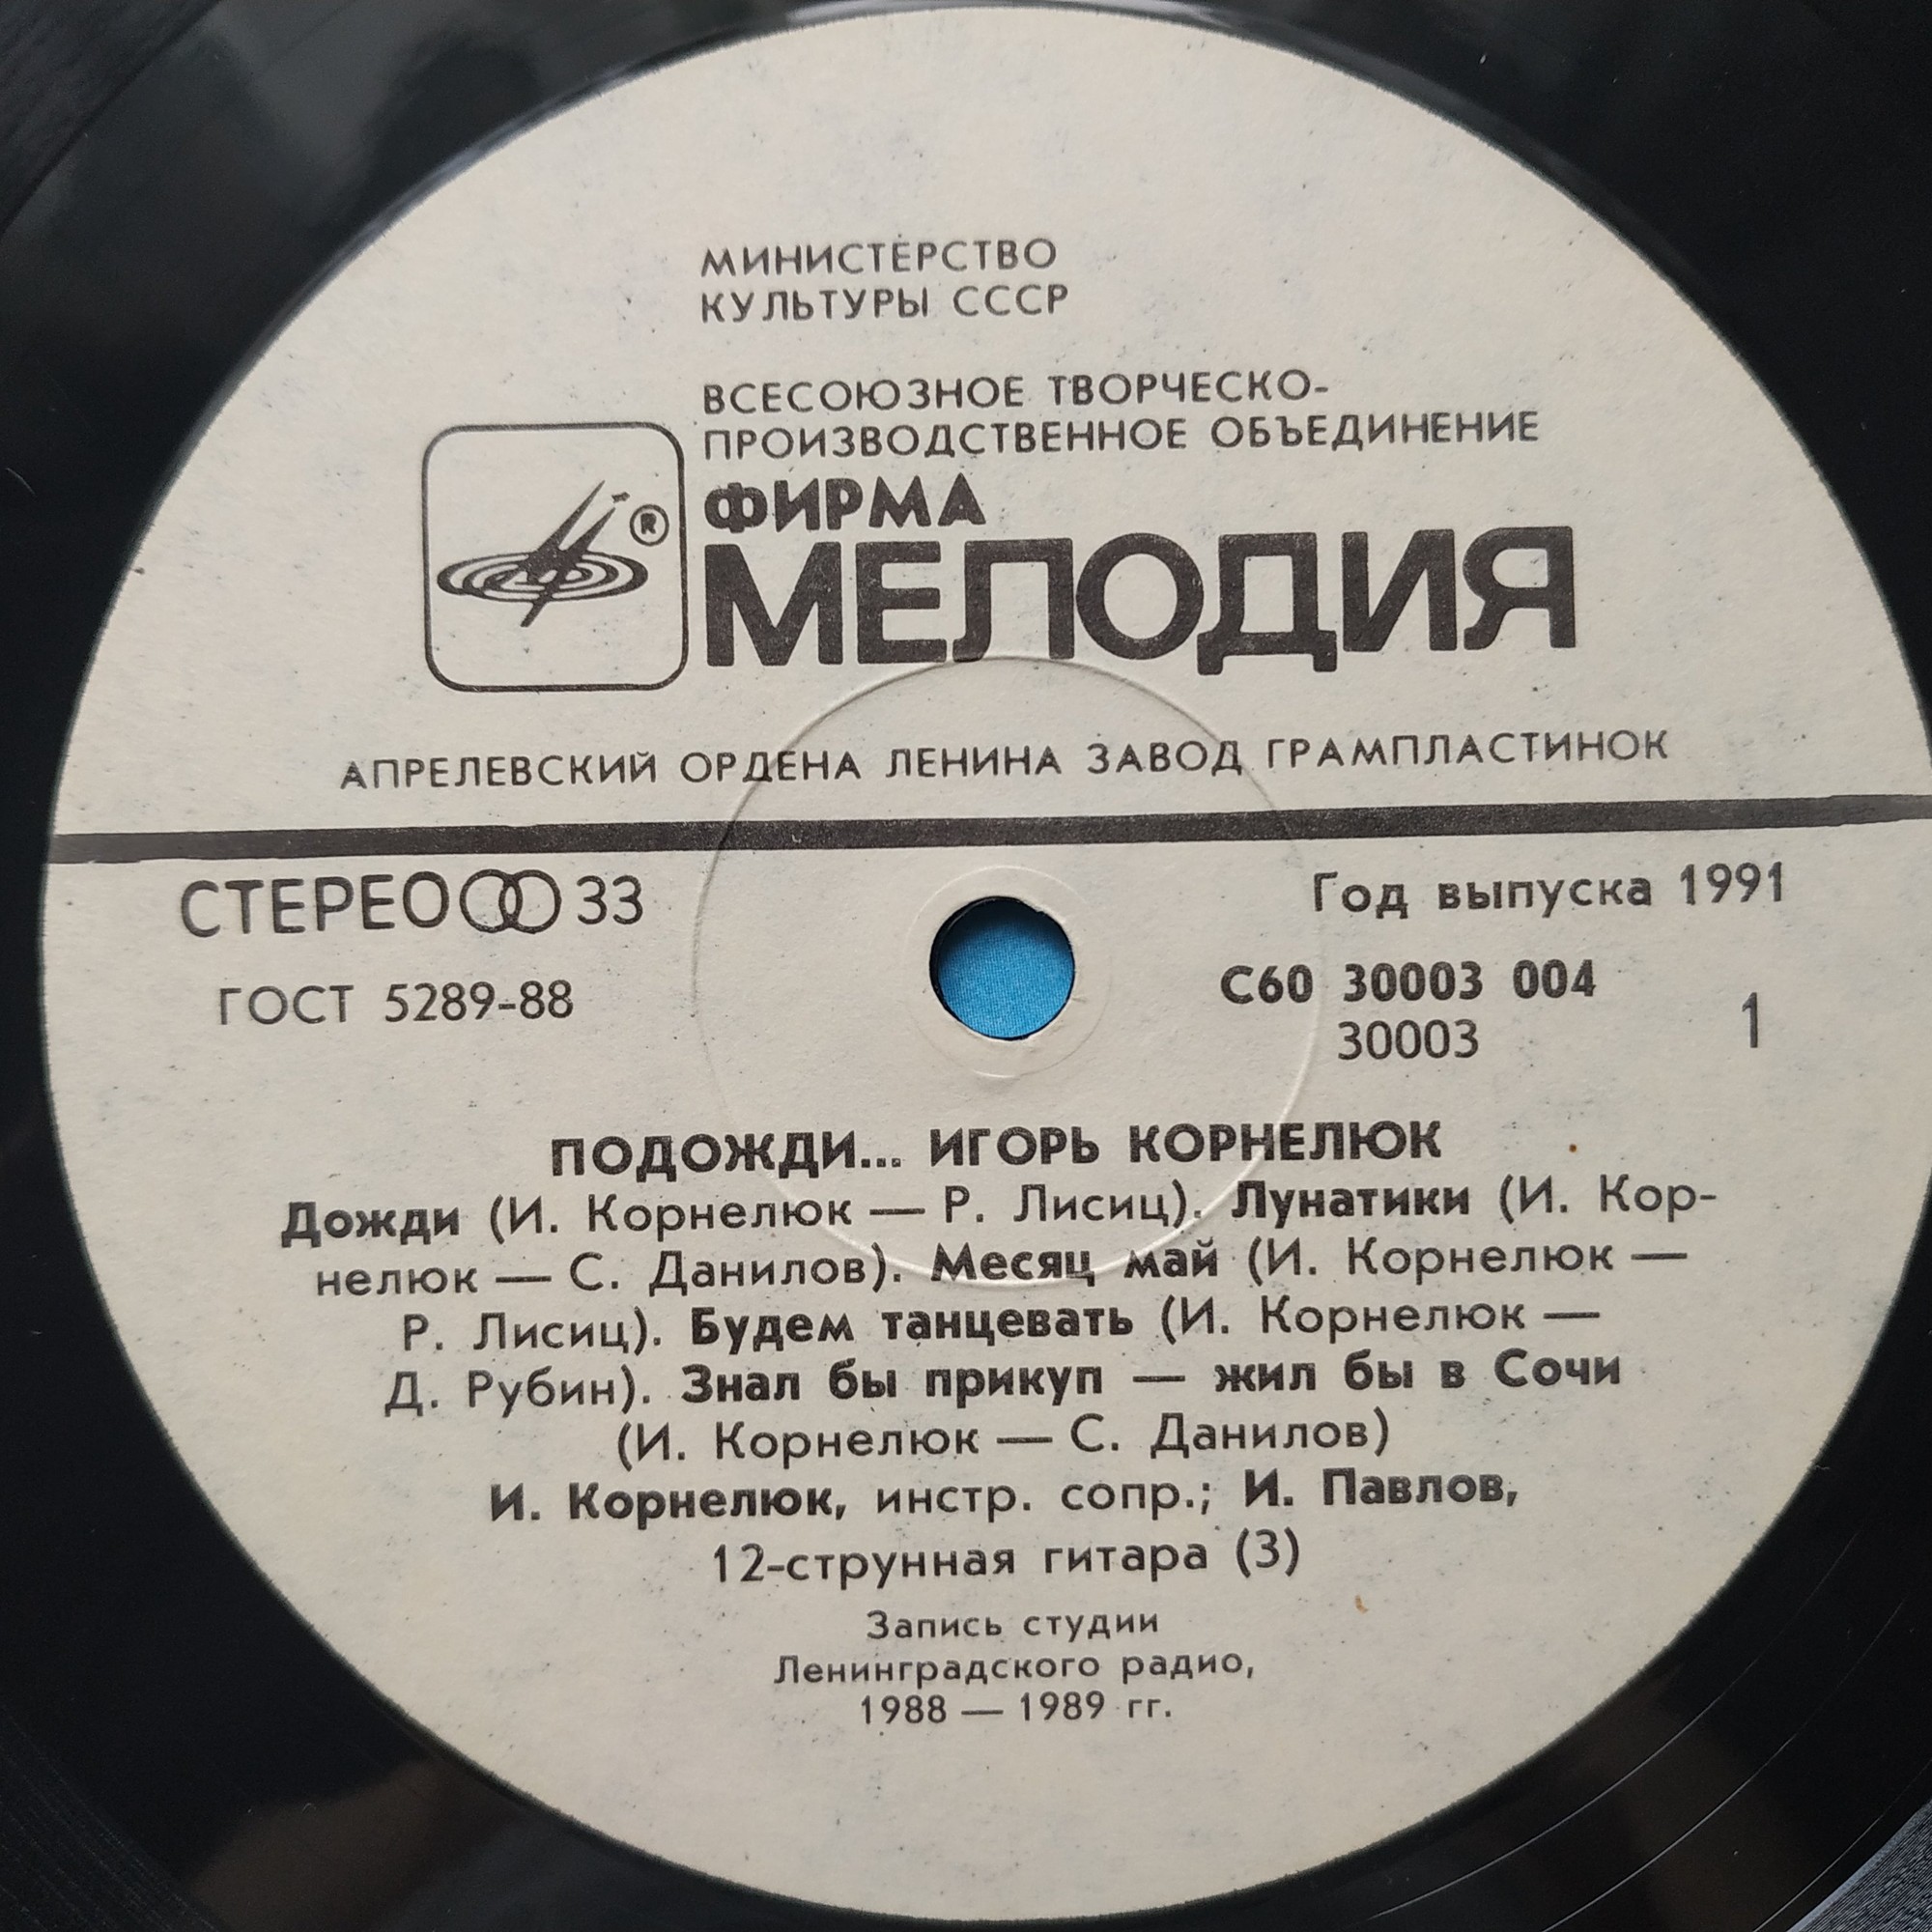 МИНИСТЕРСТВО
КУЛЬТУРЫ СССР
ВСЕСОЮЗНОЕ ТВОРЧЕСКО-
ПРОИЗВОДСТВЕННОЕ ОБЪЕДИНЕНИЕ
ФИРМА
®
МЕЛОДИЯ
АПРЕЛЕВСКИЙ ОРДЕНА ЛЕНИНА ЗАВОД ГРАМПЛАСТИНОК
СТЕРЕО 33
Год выпуска 1991
ГОСТ 5289-88
С60 30003 004
30003
1
ПОДОЖДИ... ИГОРЬ КОРНЕЛЮК
Дожди (И. Корнелюк — Р. Лисиц). Лунатики (И. Кор-
нелюк — С. Данилов). Месяц май (И. Корнелюк —
Р. Лисиц). Будем танцевать (И. Корнелюк —
Д. Рубин). Знал бы прикуп — жил бы в Сочи
(И. Корнелюк — С. Данилов)
И. Корнелюк, инстр. сопр.; И. Павлов,
12-струнная гитара (3)
Запись студии
Ленинградского радио,
1988 — 1989 гг.